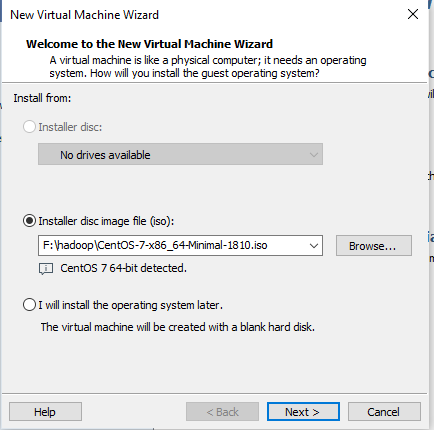 New Virtual Machine Wizard
Welcome to the New Virtual Machine Wizard
A virtual machine is like a physical computer; it needs an operating
system. How will you install the guest operating system?
Install from:
Installer disc:
No drives available
Installer disc image file (iso):
F:\hadoop\CentOS-7-x86_64-Minimal-1810.iso
Browse...
CentOS 7 64-bit detected.
I will install the operating system later.
The virtual machine will be created with a blank hard disk.
Help
< Back
Next >
Cancel